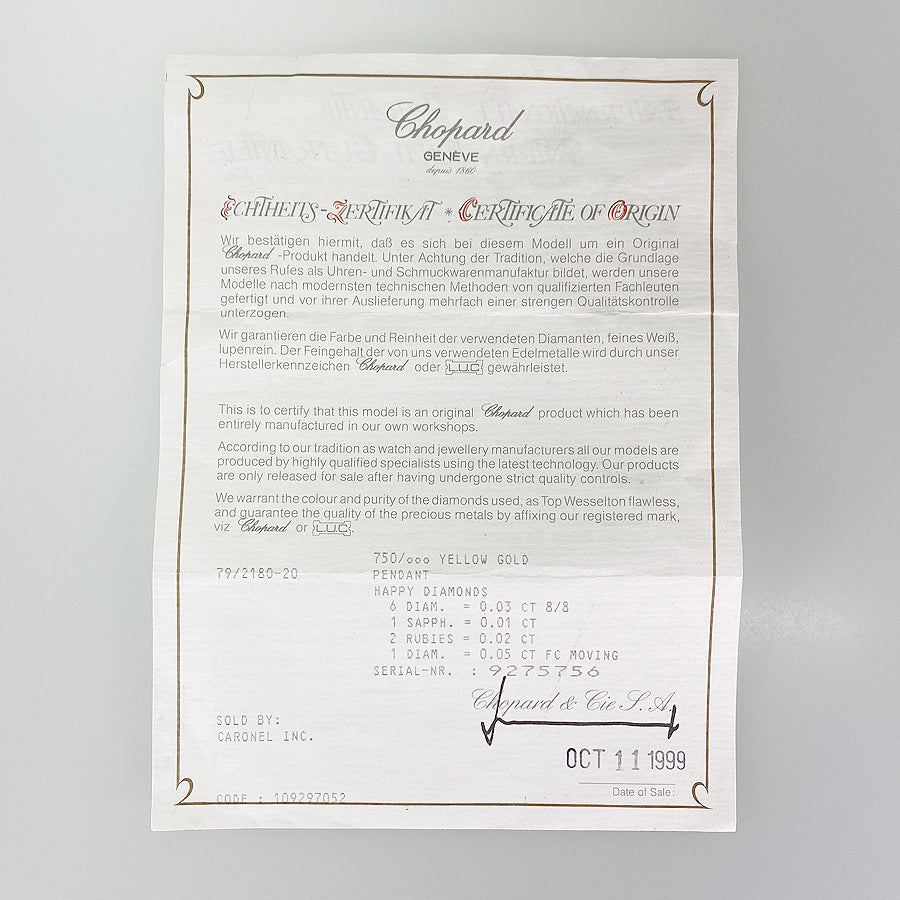 Chopard
GENÈVE
depuis 1860
ECHTHEITS-ZERTIFIKAT * CERTIFICATE OF ORIGIN
Wir bestätigen hiermit, daß es sich bei diesem Modell um ein Original
Chopard -Produkt handelt. Unter Achtung der Tradition, welche die Grundlage
unseres Rufes als Uhren- und Schmuckwarenmanufaktur bildet, werden unsere
Modelle nach modernsten technischen Methoden von qualifizierten Fachleuten
gefertigt und vor ihrer Auslieferung mehrfach einer strengen Qualitätskontrolle
unterzogen.
Wir garantieren die Farbe und Reinheit der verwendeten Diamanten, feines Weiß,
lupenrein. Der Feingehalt der von uns verwendeten Edelmetalle wird durch unser
Herstellerkennzeichen Chopard oder L.U.C gewährleistet.
This is to certify that this model is an original Chopard product which has been
entirely manufactured in our own workshops.
According to our tradition as watch and jewellery manufacturers all our models are
produced by highly qualified specialists using the latest technology. Our products
are only released for sale after having undergone strict quality controls.
We warrant the colour and purity of the diamonds used, as Top Wesselton flawless,
and guarantee the quality of the precious metals by affixing our registered mark,
viz Chopard or L.U.C.
750/ooo YELLOW GOLD
79/2180-20 PENDANT
HAPPY DIAMONDS
6 DIAM. = 0.03 CT 8/8
1 SAPPH. = 0.01 CT
2 RUBIES = 0.02 CT
1 DIAM. = 0.05 CT FC MOVING
SERIAL-NR. : 9275756
Chopard & Cie S.A.
SOLD BY:
CARONEL INC.
OCT 11 1999
Date of Sale:
CODE : 109297052